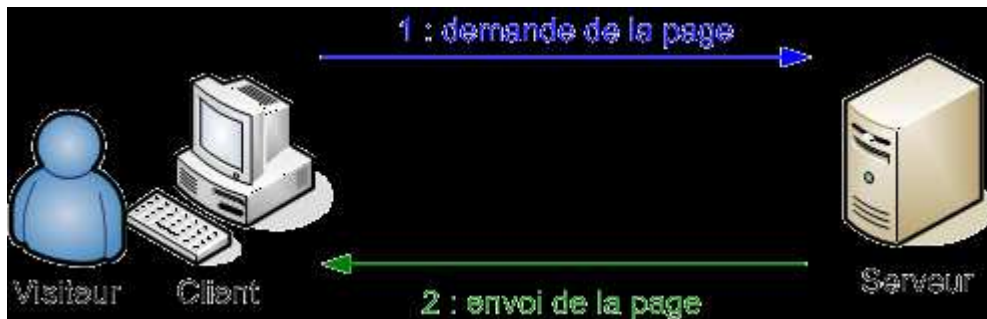 1 : demande de la page
Visiteur
Client
Serveur
2 : envoi de la page